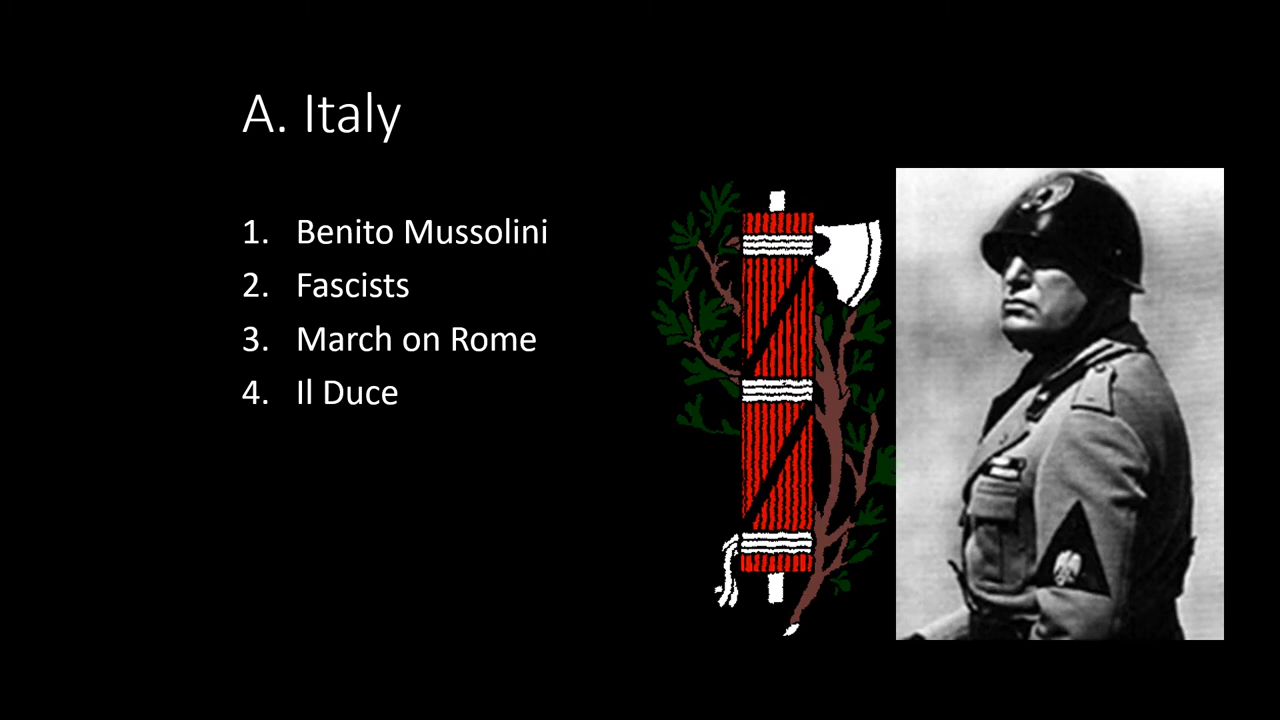 A. Italy
1. Benito Mussolini
2. Fascists
3. March on Rome
4. Il Duce